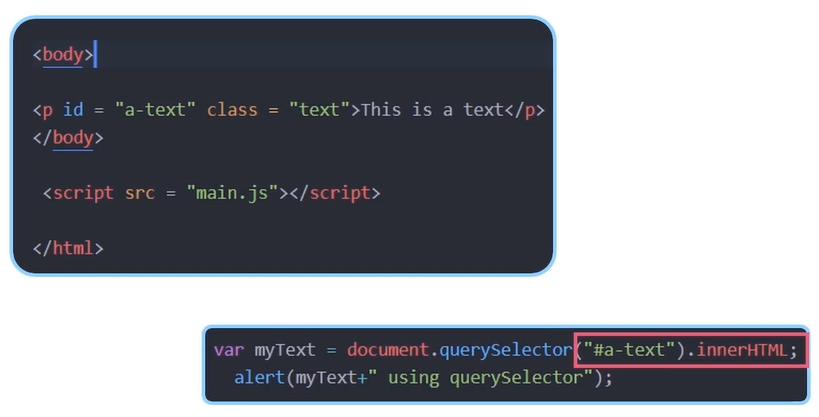 <body>
<p id = "a-text" class = "text">This is a text</p>
</body>
<script src = "main.js"></script>
</html>
var myText = document.querySelector("#a-text").innerHTML;
alert(myText+" using querySelector");